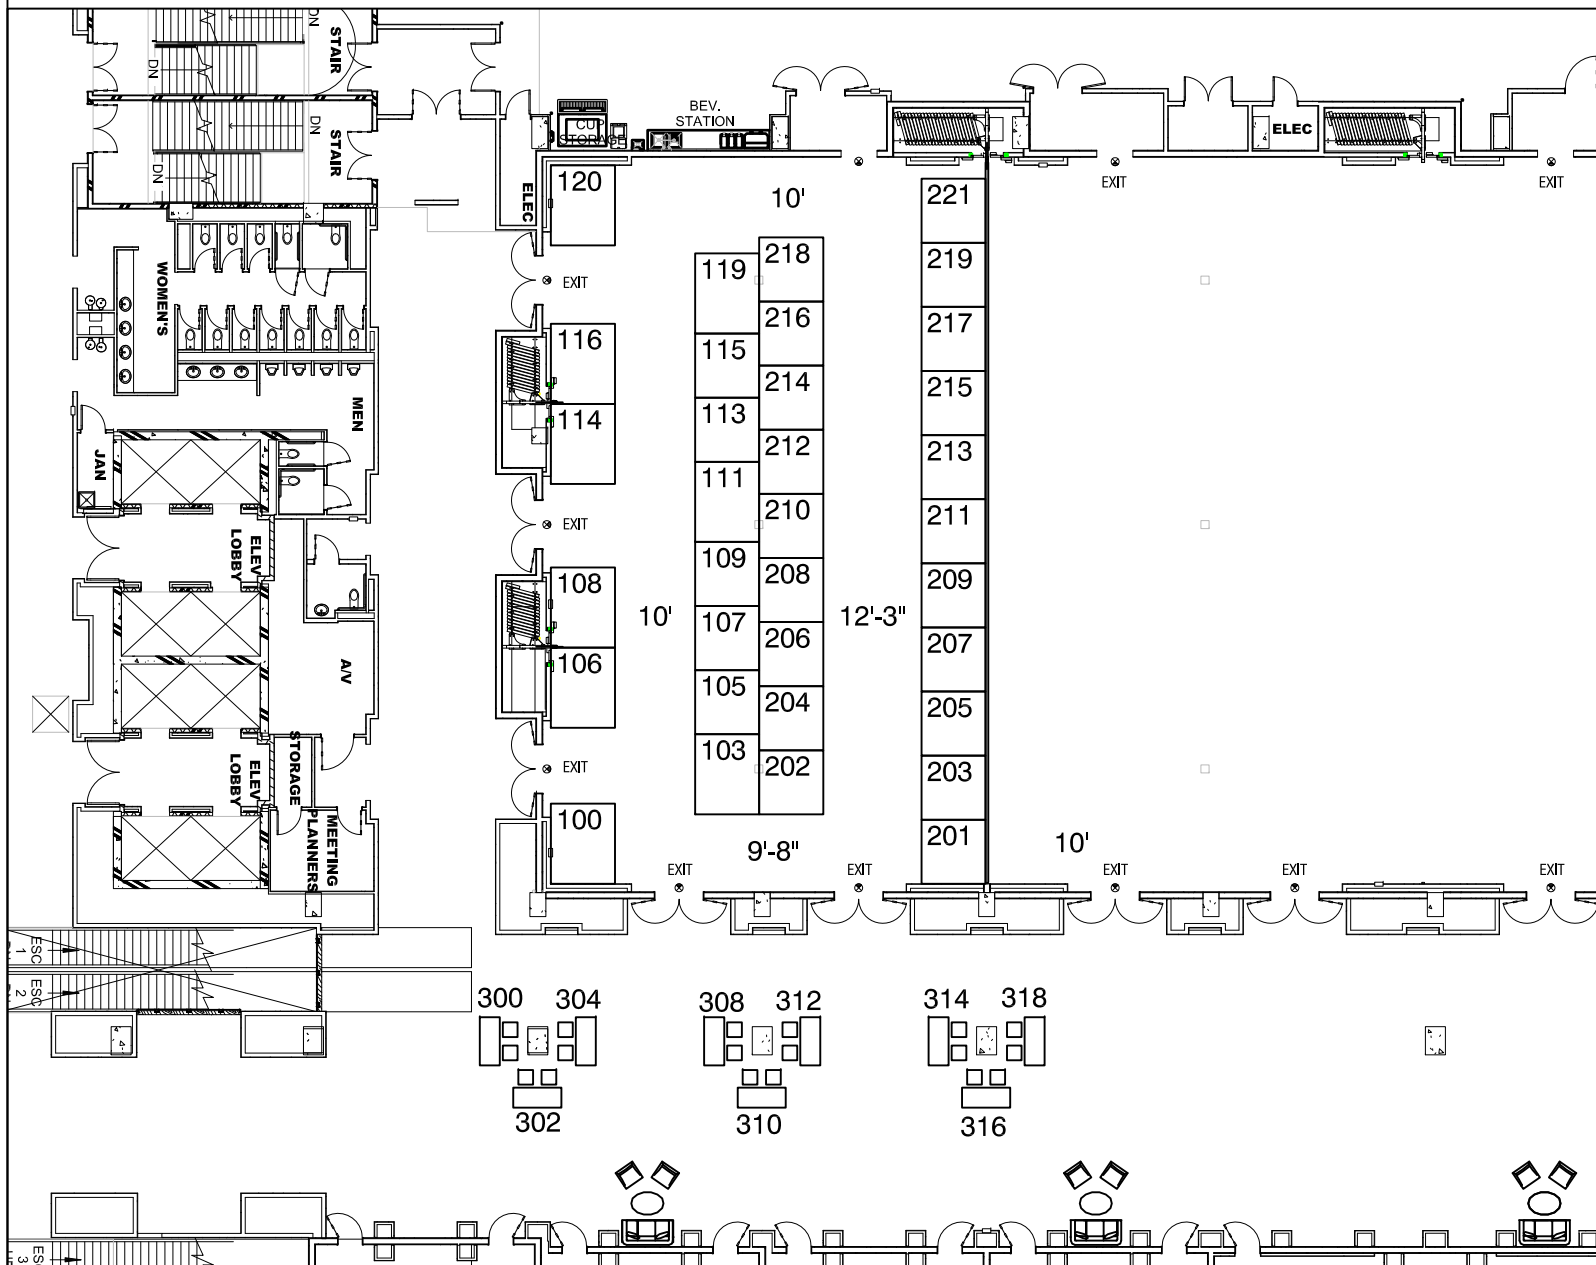 DN
STAIR
DN
BEV.
STATION
CUP
STORAGE
DN
STAIR
DN
ELEC
ELEC
EXIT
EXIT
120
10'
221
218
119
219
EXIT
WOMEN'S
216
217
116
115
214
215
114
113
212
213
MEN
JAN
111
210
211
EXIT
ELEV
LOBBY
109
208
209
108
10'
107
206
12'-3"
207
106
A/V
105
204
205
103
202
203
EXIT
STORAGE
ELEV
LOBBY
100
201
MEETING
PLANNERS
9'-8"
10'
EXIT
EXIT
EXIT
EXIT
EXIT
ESC
1
ESC
2
300
304
308
312
314
318
302
310
316
ESC
3